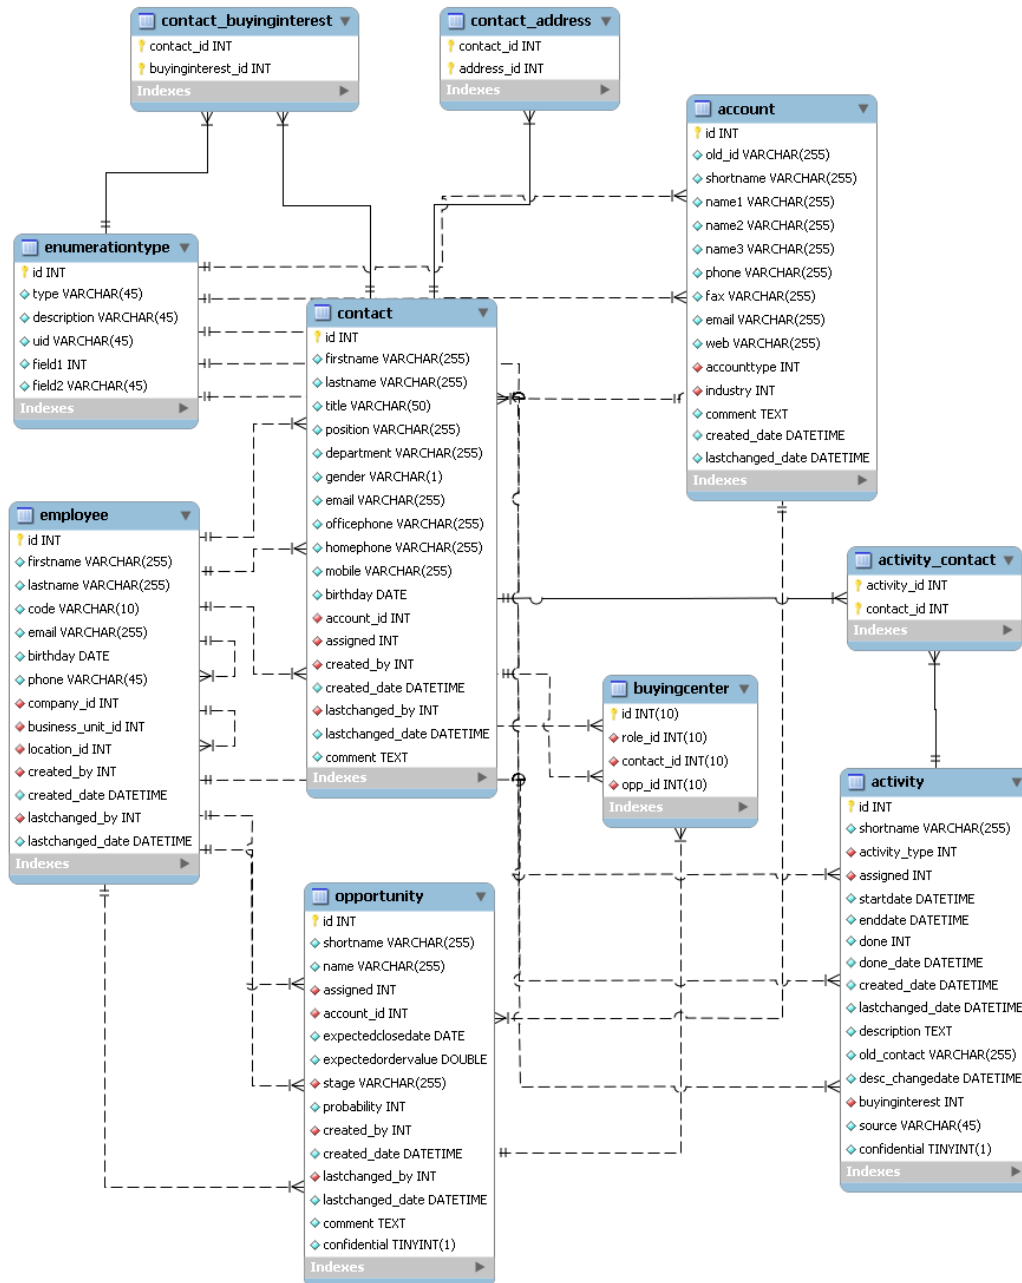 contact_buyinginterest
contact_id INT
buyinginterest_id INT
Indexes
contact_address
contact_id INT
address_id INT
Indexes
account
id INT
old_id VARCHAR(255)
shortname VARCHAR(255)
name1 VARCHAR(255)
name2 VARCHAR(255)
name3 VARCHAR(255)
phone VARCHAR(255)
fax VARCHAR(255)
email VARCHAR(255)
web VARCHAR(255)
accounttype INT
industry INT
comment TEXT
created_date DATETIME
lastchanged_date DATETIME
Indexes
enumerationtype
id INT
type VARCHAR(45)
description VARCHAR(45)
uid VARCHAR(45)
field1 INT
field2 VARCHAR(45)
Indexes
contact
id INT
firstname VARCHAR(255)
lastname VARCHAR(255)
title VARCHAR(50)
position VARCHAR(255)
department VARCHAR(255)
gender VARCHAR(1)
email VARCHAR(255)
officephone VARCHAR(255)
homephone VARCHAR(255)
mobile VARCHAR(255)
birthday DATE
account_id INT
assigned INT
created_by INT
created_date DATETIME
lastchanged_by INT
lastchanged_date DATETIME
comment TEXT
Indexes
employee
id INT
firstname VARCHAR(255)
lastname VARCHAR(255)
code VARCHAR(10)
email VARCHAR(255)
birthday DATE
phone VARCHAR(45)
company_id INT
business_unit_id INT
location_id INT
created_by INT
created_date DATETIME
lastchanged_by INT
lastchanged_date DATETIME
Indexes
activity_contact
activity_id INT
contact_id INT
Indexes
buyingcenter
id INT(10)
role_id INT(10)
contact_id INT(10)
opp_id INT(10)
Indexes
activity
id INT
shortname VARCHAR(255)
activity_type INT
assigned INT
startdate DATETIME
enddate DATETIME
done INT
done_date DATETIME
created_date DATETIME
lastchanged_date DATETIME
description TEXT
old_contact VARCHAR(255)
desc_changedate DATETIME
buyinginterest INT
source VARCHAR(45)
confidential TINYINT(1)
Indexes
opportunity
id INT
shortname VARCHAR(255)
name VARCHAR(255)
assigned INT
account_id INT
expectedclosedate DATE
expectedordervalue DOUBLE
stage VARCHAR(255)
probability INT
created_by INT
created_date DATETIME
lastchanged_by INT
lastchanged_date DATETIME
comment TEXT
confidential TINYINT(1)
Indexes